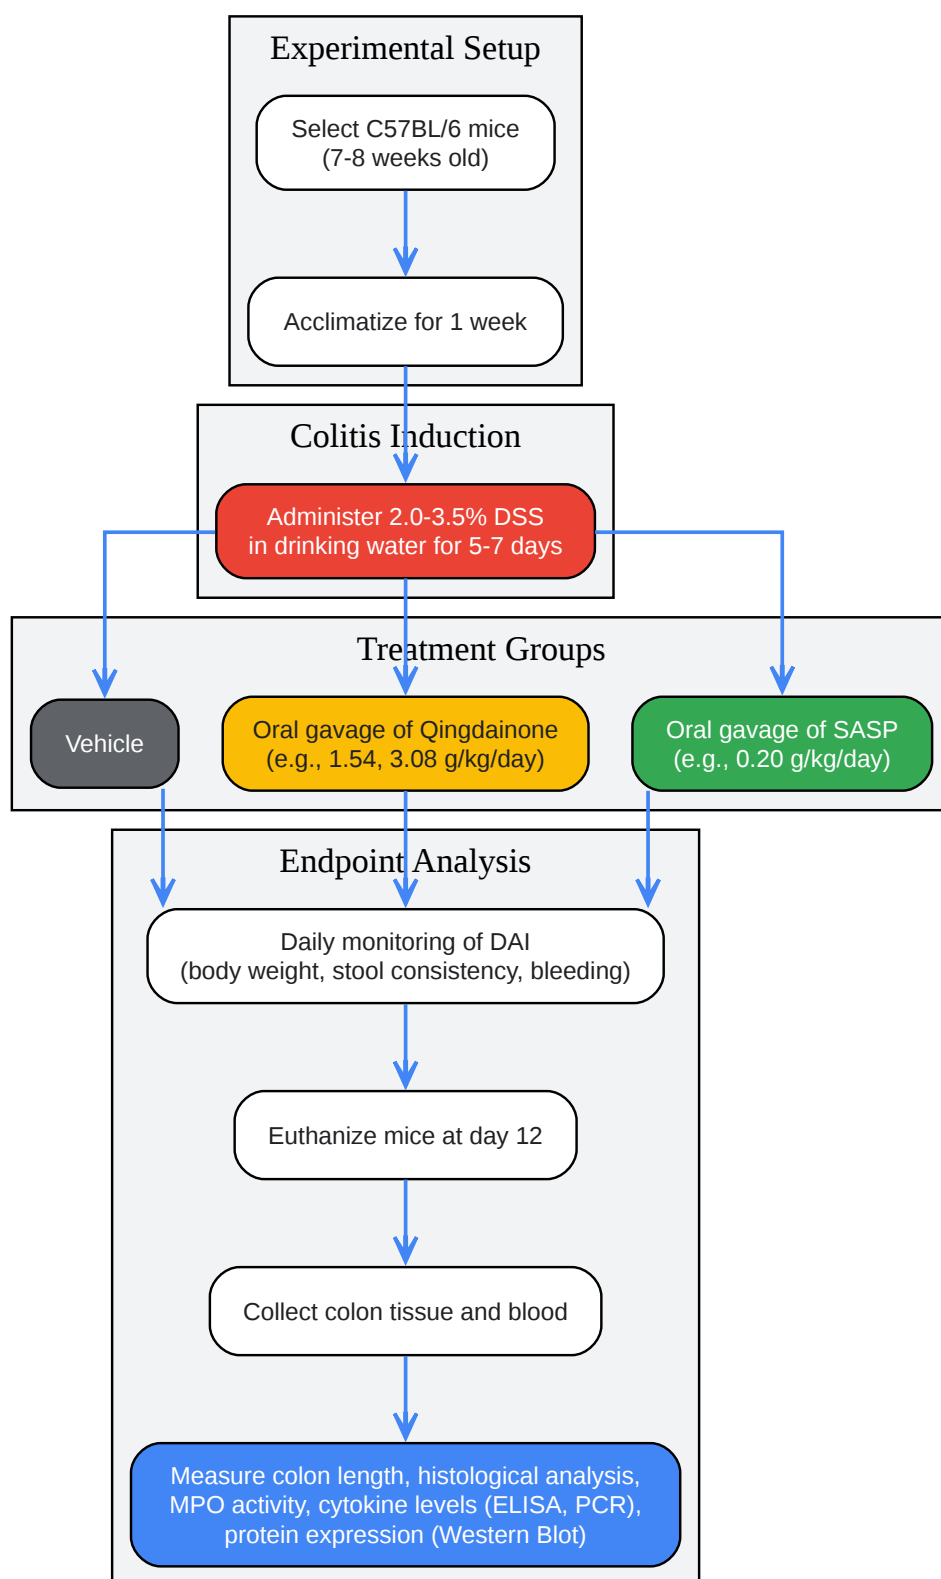 Experimental Setup
Select C57BL/6 mice
(7-8 weeks old)
Acclimatize for 1 week
Colitis Induction
Administer 2.0-3.5% DSS
in drinking water for 5-7 days
Treatment Groups
Vehicle
Oral gavage of Qingdainone
(e.g., 1.54, 3.08 g/kg/day)
Oral gavage of SASP
(e.g., 0.20 g/kg/day)
Endpoint Analysis
Daily monitoring of DAI
(body weight, stool consistency, bleeding)
Euthanize mice at day 12
Collect colon tissue and blood
Measure colon length, histological analysis,
MPO activity, cytokine levels (ELISA, PCR),
protein expression (Western Blot)